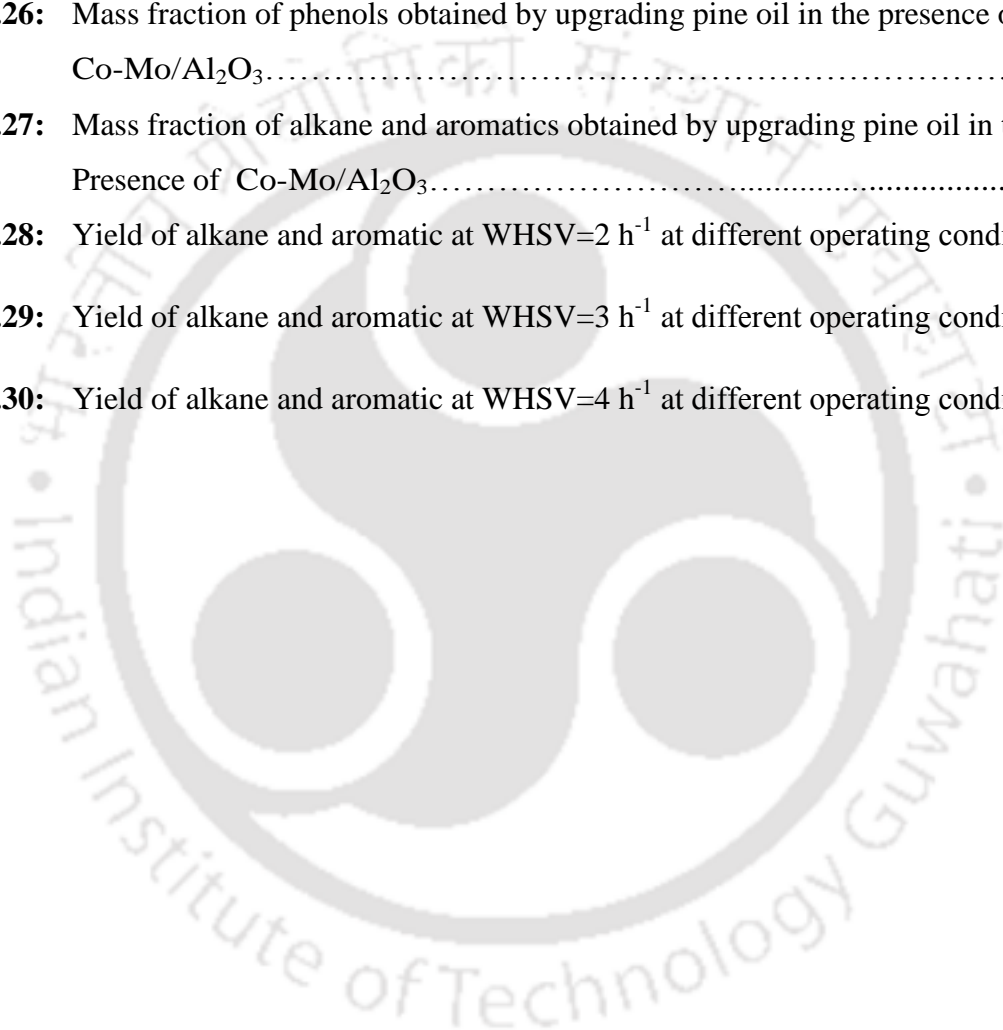 .26: Mass fraction of phenols obtained by upgrading pine oil in the presence
Co-Mo/Al₂O₃……………………………………………………………………
.27: Mass fraction of alkane and aromatics obtained by upgrading pine oil in
Presence of Co-Mo/Al₂O₃………………………...............................
.28: Yield of alkane and aromatic at WHSV=2 h⁻¹ at different operating condi
.29: Yield of alkane and aromatic at WHSV=3 h⁻¹ at different operating condi
.30: Yield of alkane and aromatic at WHSV=4 h⁻¹ at different operating condi
Indian Institute of Technology Guwahati